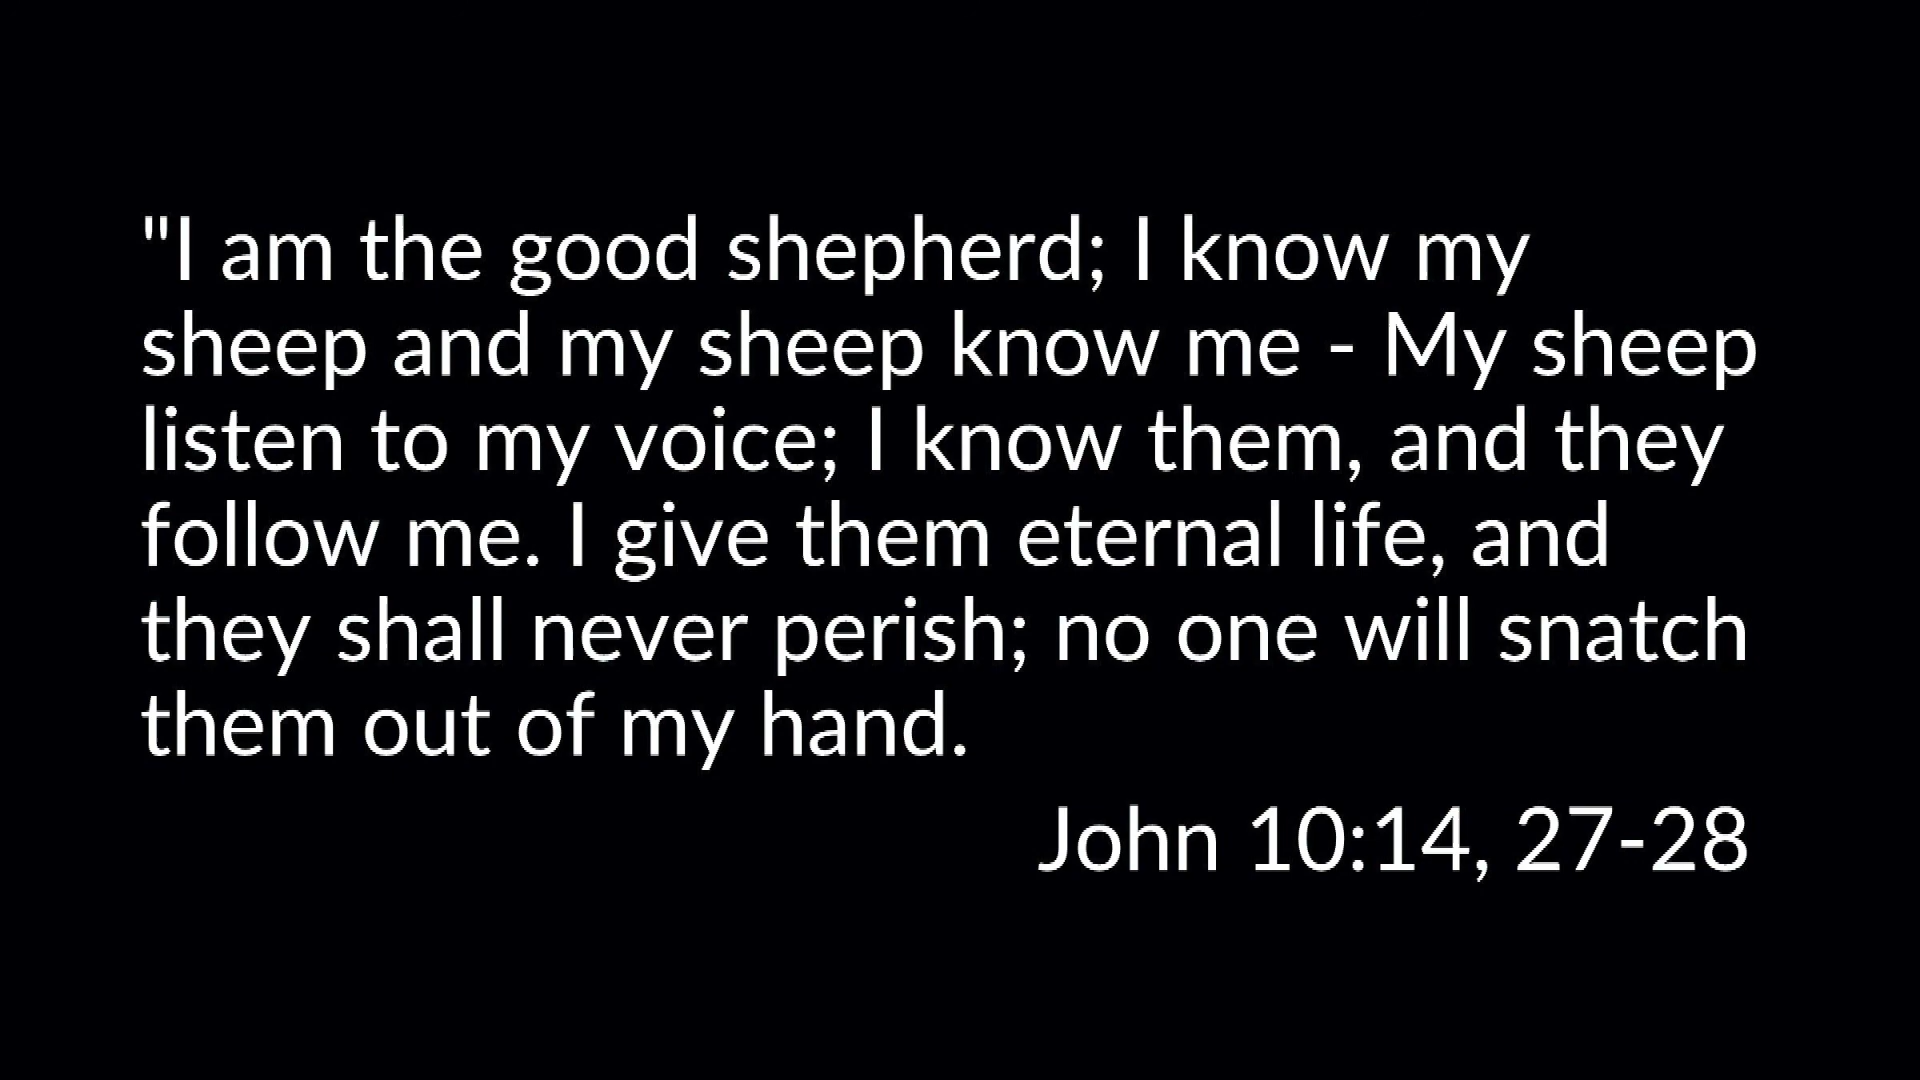 "I am the good shepherd; I know my
sheep and my sheep know me - My sheep
listen to my voice; I know them, and they
follow me. I give them eternal life, and
they shall never perish; no one will snatch
them out of my hand.
John 10:14, 27-28